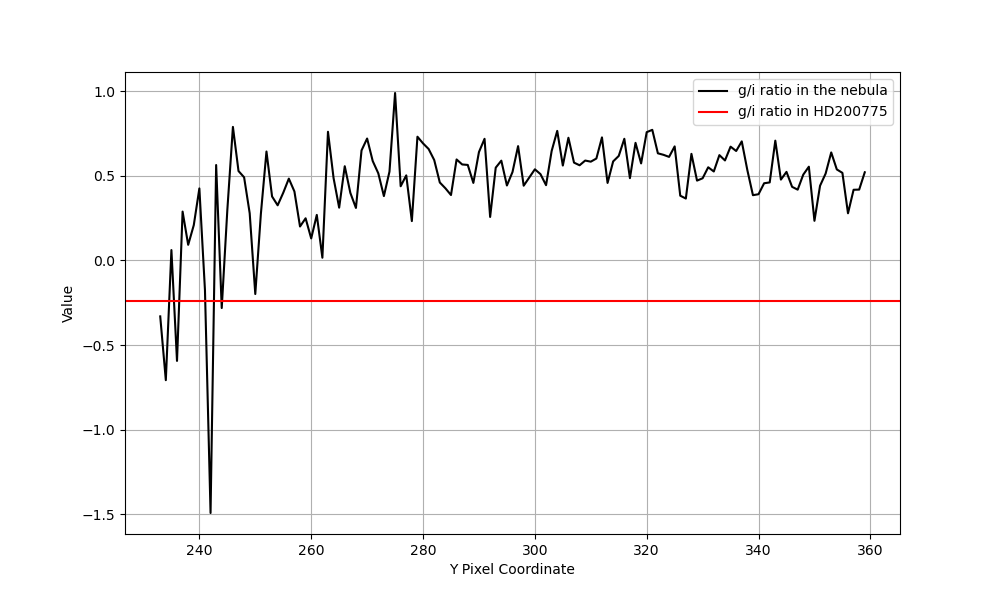 g/i ratio in the nebula
g/i ratio in HD200775
1.0
0.5
0.0
−0.5
−1.0
−1.5
Value
240 260 280 300 320 340 360
Y Pixel Coordinate